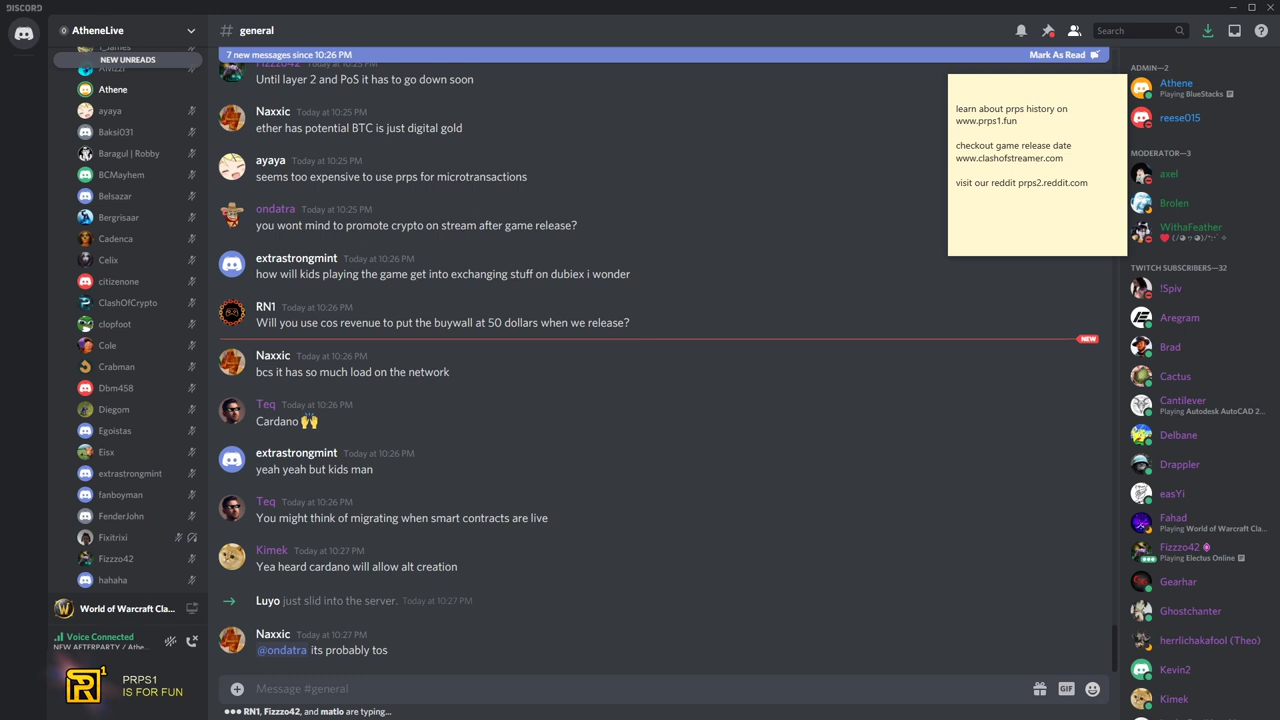 DISCORD
AtheneLive
NEW UNREADS
Athene
ayaya
Baksi031
Baragul | Robby
BCMayhem
Belsazar
Bergrisaar
Cadenca
Celix
citizenone
ClashOfCrypto
clopfoot
Cole
Crabman
Dbm458
Diegom
Egoistas
Eisx
extrastrongmint
fanboyman
FenderJohn
Fixitrixi
Fizzzo42
hahaha
World of Warcraft Cla...
Voice Connected
NEW AFTERPARTY / Athe...
PRPS1
IS FOR FUN
# general
Search
7 new messages since 10:26 PM
Mark As Read
Fizzzo42 Today at 10:25 PM
Until layer 2 and PoS it has to go down soon
Naxxic Today at 10:25 PM
ether has potential BTC is just digital gold
ayaya Today at 10:25 PM
seems too expensive to use prps for microtransactions
ondatra Today at 10:25 PM
you wont mind to promote crypto on stream after game release?
extrastrongmint Today at 10:26 PM
how will kids playing the game get into exchanging stuff on dubiex i wonder
RN1 Today at 10:26 PM
Will you use cos revenue to put the buywall at 50 dollars when we release?
NEW
Naxxic Today at 10:26 PM
bcs it has so much load on the network
Teq Today at 10:26 PM
Cardano 🙌
extrastrongmint Today at 10:26 PM
yeah yeah but kids man
Teq Today at 10:26 PM
You might think of migrating when smart contracts are live
Kimek Today at 10:27 PM
Yea heard cardano will allow alt creation
Luyo just slid into the server. Today at 10:27 PM
Naxxic Today at 10:27 PM
@ondatra its probably tos
Message #general
GIF
RN1, Fizzzo42, and matlo are typing...
learn about prps history on
www.prps1.fun
checkout game release date
www.clashofstreamer.com
visit our reddit prps2.reddit.com
ADMIN—2
Athene
Playing BlueStacks
reese015
MODERATOR—3
axel
Brolen
WithaFeather
TWITCH SUBSCRIBERS—32
!Spiv
Aregram
Brad
Cactus
Cantilever
Playing Autodesk AutoCAD 2...
Delbane
Drappler
easYi
Fahad
Playing World of Warcraft Cla...
Fizzzo42
Playing Electus Online
Gearhar
Ghostchanter
herrlichakafool (Theo)
Kevin2
Kimek